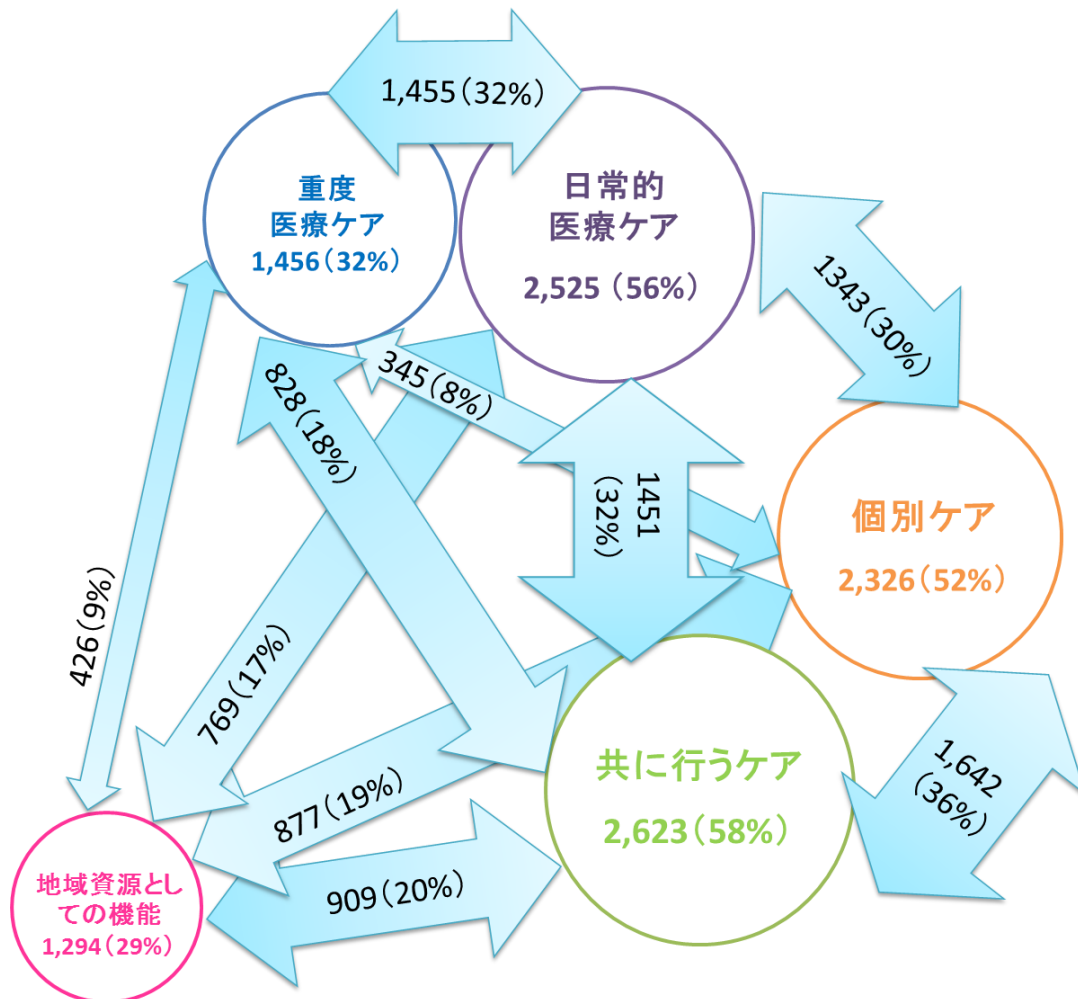 1,455（32%）
重度
医療ケア
1,456（32%）
日常的
医療ケア
2,525 （56%）
1343（30%）
345（8%）
828（18%）
1451
（32%）
個別ケア
2,326（52%）
426（9%）
769（17%）
877（19%）
共に行うケア
2,623（58%）
1,642
（36%）
909（20%）
地域資源とし
ての機能
1,294（29%）